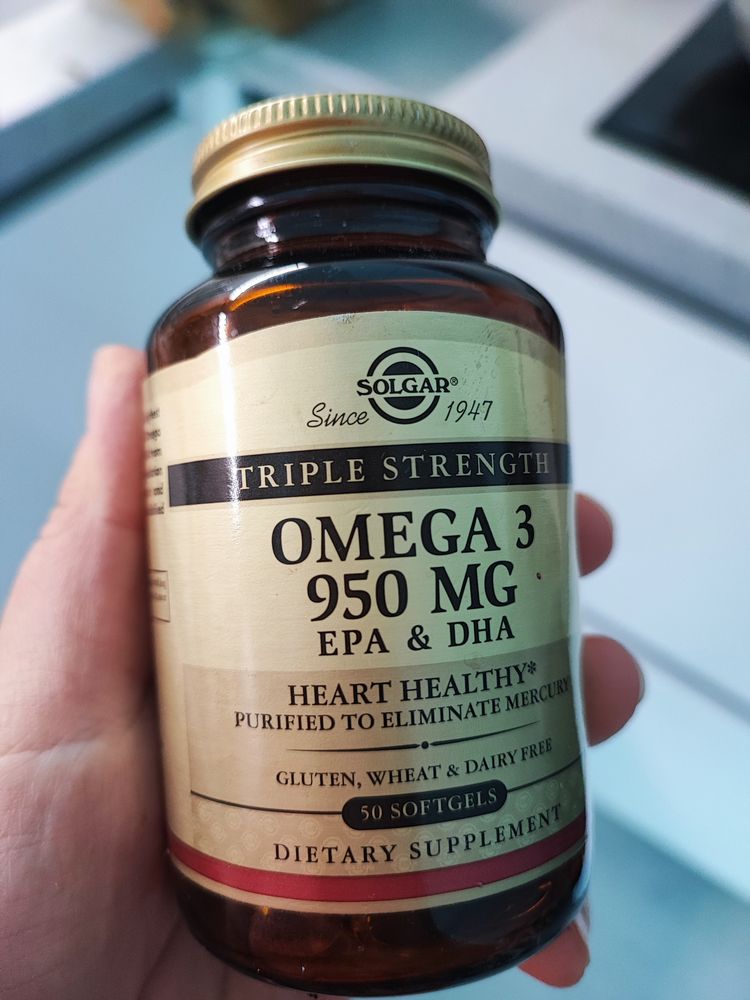 SOLGAR®
Since 1947
TRIPLE STRENGTH
OMEGA 3
950 MG
EPA & DHA
HEART HEALTHY*
PURIFIED TO ELIMINATE MERCURY
GLUTEN, WHEAT & DAIRY FREE
50 SOFTGELS
DIETARY SUPPLEMENT